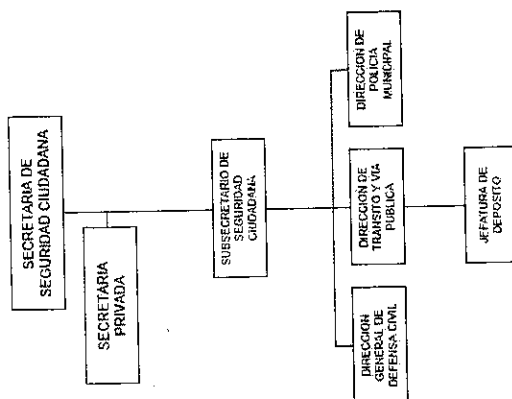 SECRETARIA DE
SEGURIDAD CIUDADANA
SECRETARIA
PRIVADA
SUBSECRETARIO DE
SEGURIDAD
CIUDADANA
DIRECCION
GENERAL DE
DEFENSA CIVIL
DIRECCION DE
TRANSITO Y VIA
PUBLICA
DIRECCION DE
POLICIA
MUNICIPAL
JEFATURA DE
DEPOSITO